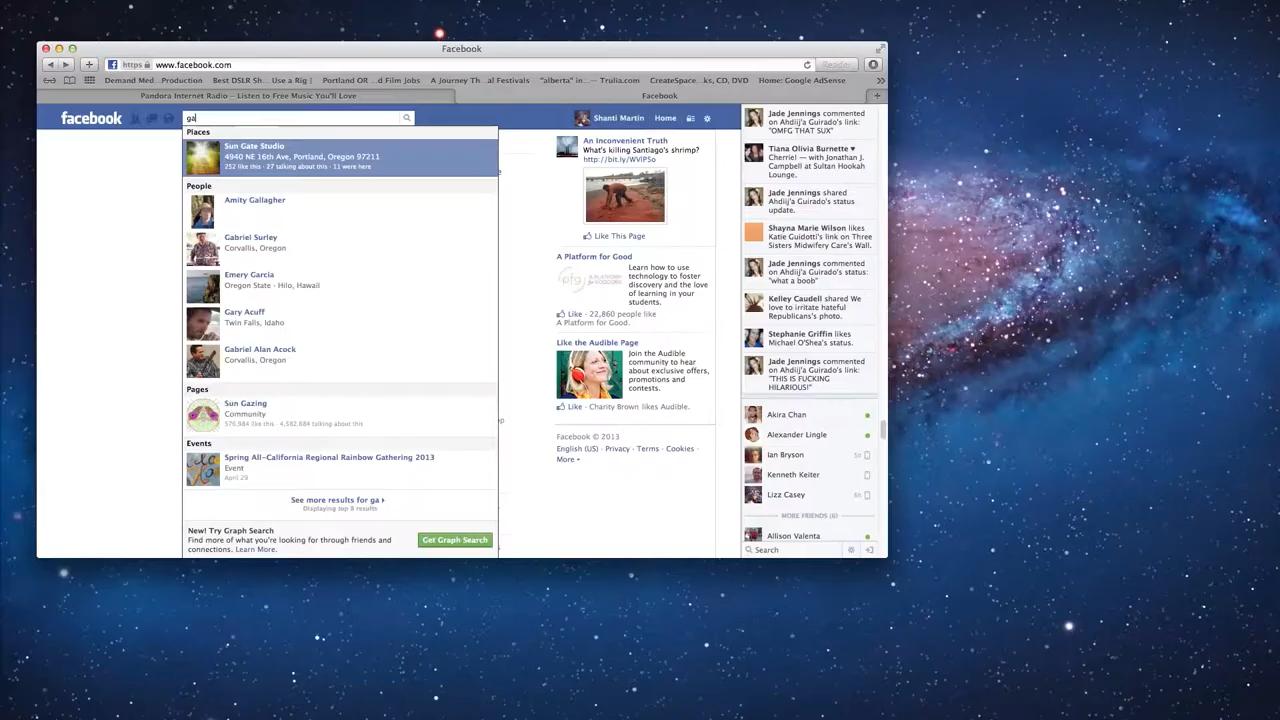 Facebook
https
www.facebook.com
Reader
Demand Med...Production
Best DSLR Sh... Use a Rig |
Portland OR ...d Film Jobs
A Journey Th...al Festivals
"alberta" in... — Trulia.com
CreateSpace...ks, CD, DVD
Home: Google AdSense
Pandora Internet Radio – Listen to Free Music You'll Love
Facebook
facebook
ga
Shanti Martin
Home
Places
Sun Gate Studio
4940 NE 16th Ave, Portland, Oregon 97211
252 like this · 27 talking about this · 11 were here
People
Amity Gallagher
Gabriel Surley
Corvallis, Oregon
Emery Garcia
Oregon State · Hilo, Hawaii
Gary Acuff
Twin Falls, Idaho
Gabriel Alan Acock
Corvallis, Oregon
Pages
Sun Gazing
Community
576,984 like this · 4,582,684 talking about this
Events
Spring All-California Regional Rainbow Gathering 2013
Event
April 29
See more results for ga
Displaying top 8 results
New! Try Graph Search
Find more of what you're looking for through friends and
connections. Learn More.
Get Graph Search
An Inconvenient Truth
What's killing Santiago's shrimp?
http://bit.ly/WVlPSo
Like This Page
A Platform for Good
pfg
Learn how to use
technology to foster
discovery and the love
of learning in your
students.
Like · 22,860 people like
A Platform for Good.
Like the Audible Page
Join the Audible
community to hear
about exclusive offers,
promotions and
contests.
Like · Charity Brown likes Audible.
Facebook © 2013
English (US) · Privacy · Terms · Cookies ·
More
Jade Jennings commented
on Ahdiij'a Guirado's link:
"OMFG THAT SUX"
Tiana Olivia Burnette ♥
Cherrie! — with Jonathan J.
Campbell at Sultan Hookah
Lounge.
Jade Jennings shared
Ahdiij'a Guirado's status
update.
Shayna Marie Wilson likes
Katie Guidotti's link on Three
Sisters Midwifery Care's Wall.
Jade Jennings commented
on Ahdiij'a Guirado's status:
"what a boob"
Kelley Caudell shared We
love to irritate hateful
Republicans's photo.
Stephanie Griffin likes
Michael O'Shea's status.
Jade Jennings commented
on Ahdiij'a Guirado's link:
"THIS IS FUCKING
HILARIOUS!"
Akira Chan
Alexander Lingle
Ian Bryson
Kenneth Keiter
Lizz Casey
MORE FRIENDS (6)
Allison Valenta
Search